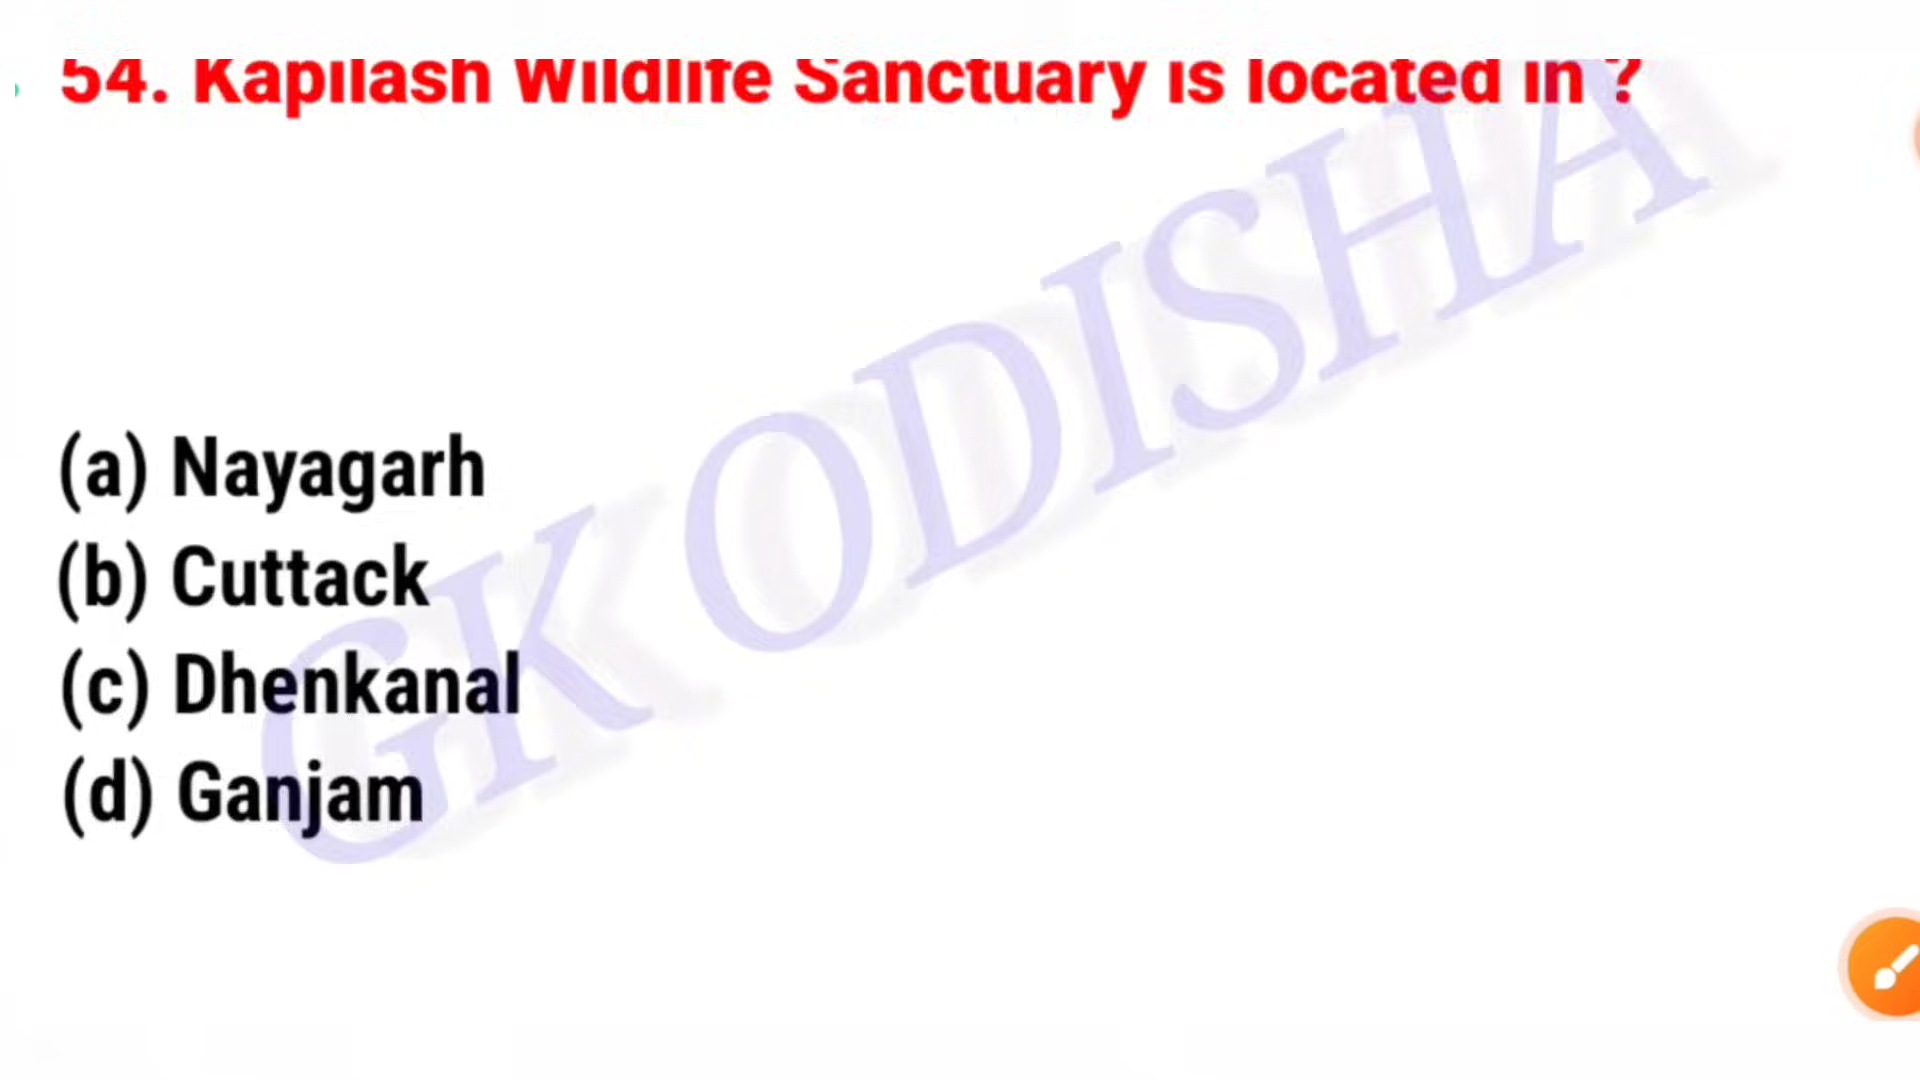 54. Kapilash Wildlife Sanctuary is located in ?
GK ODISHA
(a) Nayagarh
(b) Cuttack
(c) Dhenkanal
(d) Ganjam